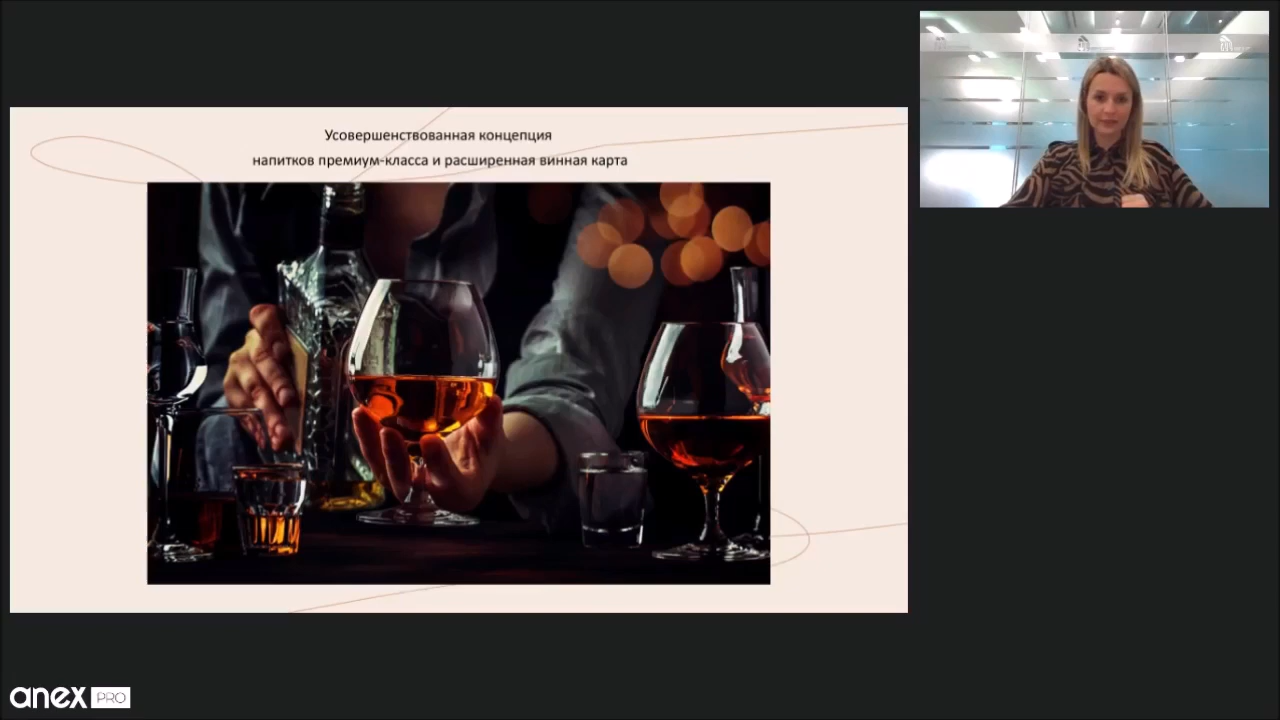 Усовершенствованная концепция
напитков премиум-класса и расширенная винная карта
anex PRO